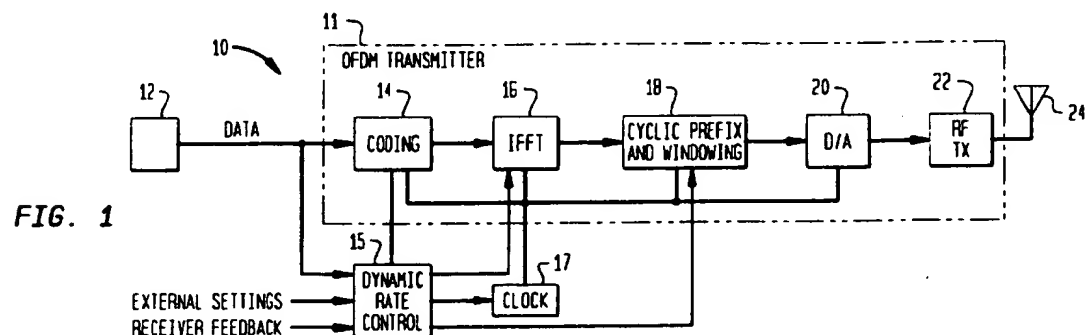 11
10
OFDM TRANSMITTER
12
14
16
18
20
22
24
DATA
CODING
IFFT
CYCLIC PREFIX
AND WINDOWING
D/A
RF
TX
FIG. 1
15
17
DYNAMIC
RATE
CONTROL
CLOCK
EXTERNAL SETTINGS
RECEIVER FEEDBACK